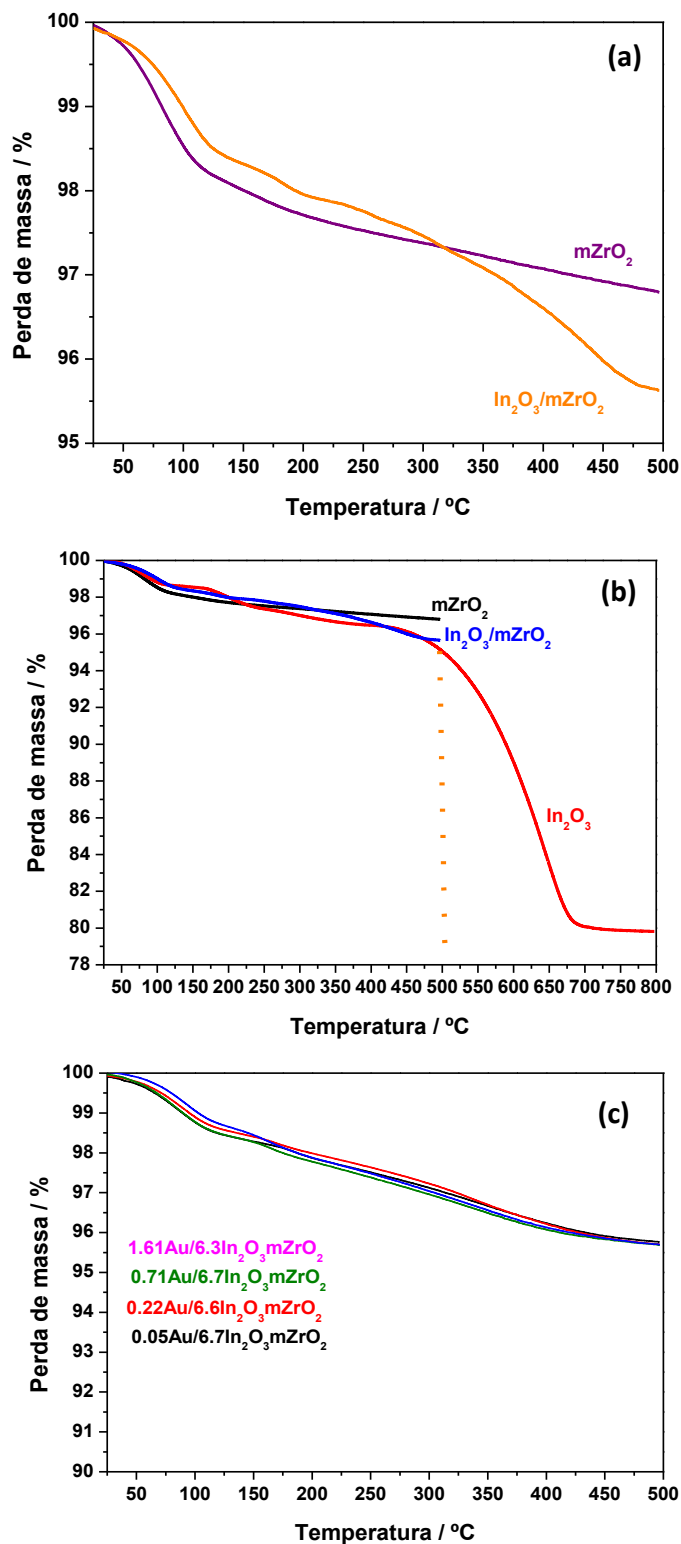 (a)
Perda de massa / %
100
99
98
97
96
95
mZrO₂
In₂O₃/mZrO₂
50 100 150 200 250 300 350 400 450 500
Temperatura / ºC
(b)
Perda de massa / %
100
98
96
94
92
90
88
86
84
82
80
78
mZrO₂
In₂O₃/mZrO₂
In₂O₃
50 100 150 200 250 300 350 400 450 500 550 600 650 700 750 800
Temperatura / ºC
(c)
Perda de massa / %
100
99
98
97
96
95
94
93
92
91
90
1.61Au/6.3In₂O₃mZrO₂
0.71Au/6.7In₂O₃mZrO₂
0.22Au/6.6In₂O₃mZrO₂
0.05Au/6.7In₂O₃mZrO₂
50 100 150 200 250 300 350 400 450 500
Temperatura / ºC